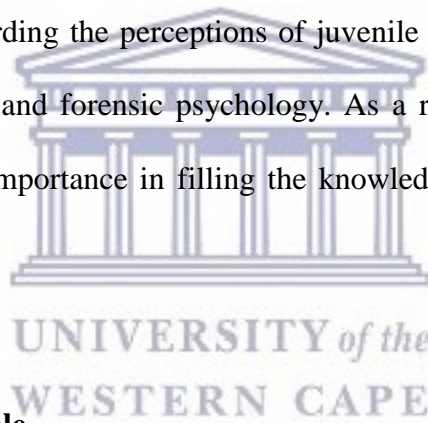 rding the perceptions of juvenile
and forensic psychology. As a r
mportance in filling the knowled
UNIVERSITY of the
WESTERN CAPE